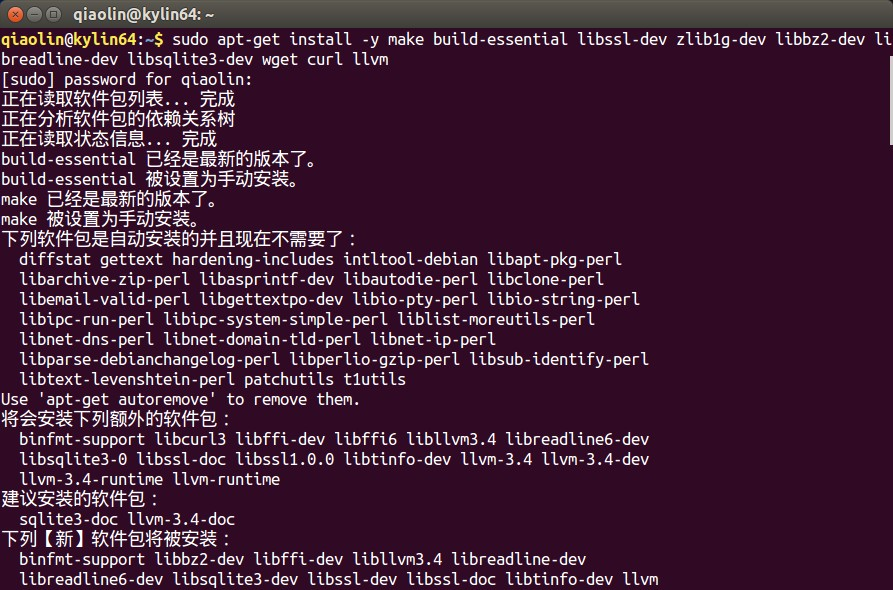 qiaolin@kylin64: ~
qiaolin@kylin64:~$ sudo apt-get install -y make build-essential libssl-dev zlib1g-dev libbz2-dev li
breadline-dev libsqlite3-dev wget curl llvm
[sudo] password for qiaolin:
正在读取软件包列表... 完成
正在分析软件包的依赖关系树
正在读取状态信息... 完成
build-essential 已经是最新的版本了。
build-essential 被设置为手动安装。
make 已经是最新的版本了。
make 被设置为手动安装。
下列软件包是自动安装的并且现在不需要了：
diffstat gettext hardening-includes intltool-debian libapt-pkg-perl
libarchive-zip-perl libasprintf-dev libautodie-perl libclone-perl
libemail-valid-perl libgettextpo-dev libio-pty-perl libio-string-perl
libipc-run-perl libipc-system-simple-perl liblist-moreutils-perl
libnet-dns-perl libnet-domain-tld-perl libnet-ip-perl
libparse-debianchangelog-perl libperlio-gzip-perl libsub-identify-perl
libtext-levenshtein-perl patchutils t1utils
Use 'apt-get autoremove' to remove them.
将会安装下列额外的软件包：
binfmt-support libcurl3 libffi-dev libffi6 libllvm3.4 libreadline6-dev
libsqlite3-0 libssl-doc libssl1.0.0 libtinfo-dev llvm-3.4 llvm-3.4-dev
llvm-3.4-runtime llvm-runtime
建议安装的软件包：
sqlite3-doc llvm-3.4-doc
下列【新】软件包将被安装：
binfmt-support libbz2-dev libffi-dev libllvm3.4 libreadline-dev
libreadline6-dev libsqlite3-dev libssl-dev libssl-doc libtinfo-dev llvm